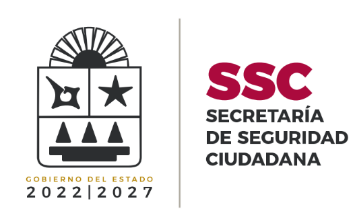 GOBIERNO DEL ESTADO
2022|2027
SSC
SECRETARÍA
DE SEGURIDAD
CIUDADANA